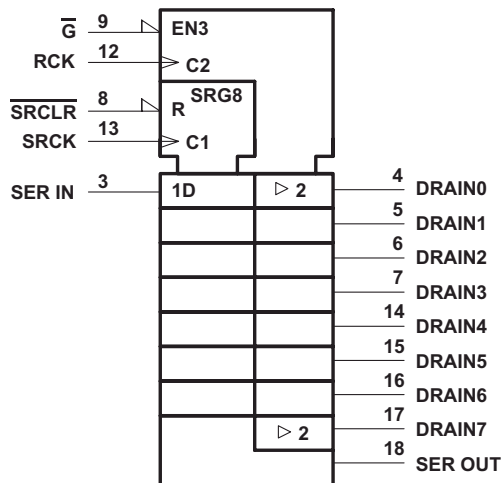 G 9 EN3
RCK 12 C2
SRG8
SRCLR 8 R
SRCK 13 C1
SER IN 3 1D 2 4 DRAIN0
5 DRAIN1
6 DRAIN2
7 DRAIN3
14 DRAIN4
15 DRAIN5
16 DRAIN6
2 17 DRAIN7
18 SER OUT